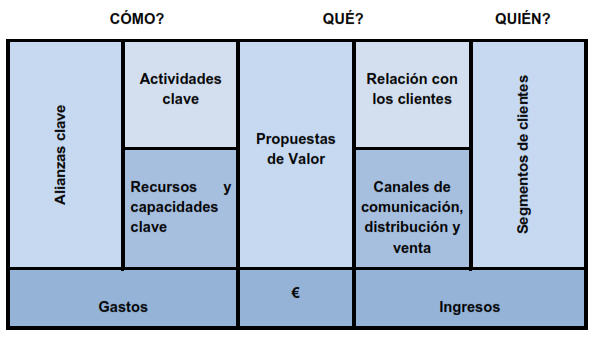 CÓMO?
QUÉ?
QUIÉN?
Alianzas clave
Actividades
clave
Recursos y
capacidades
clave
Propuestas
de Valor
Relación con
los clientes
Canales de
comunicación,
distribución y
venta
Segmentos de clientes
Gastos
€
Ingresos